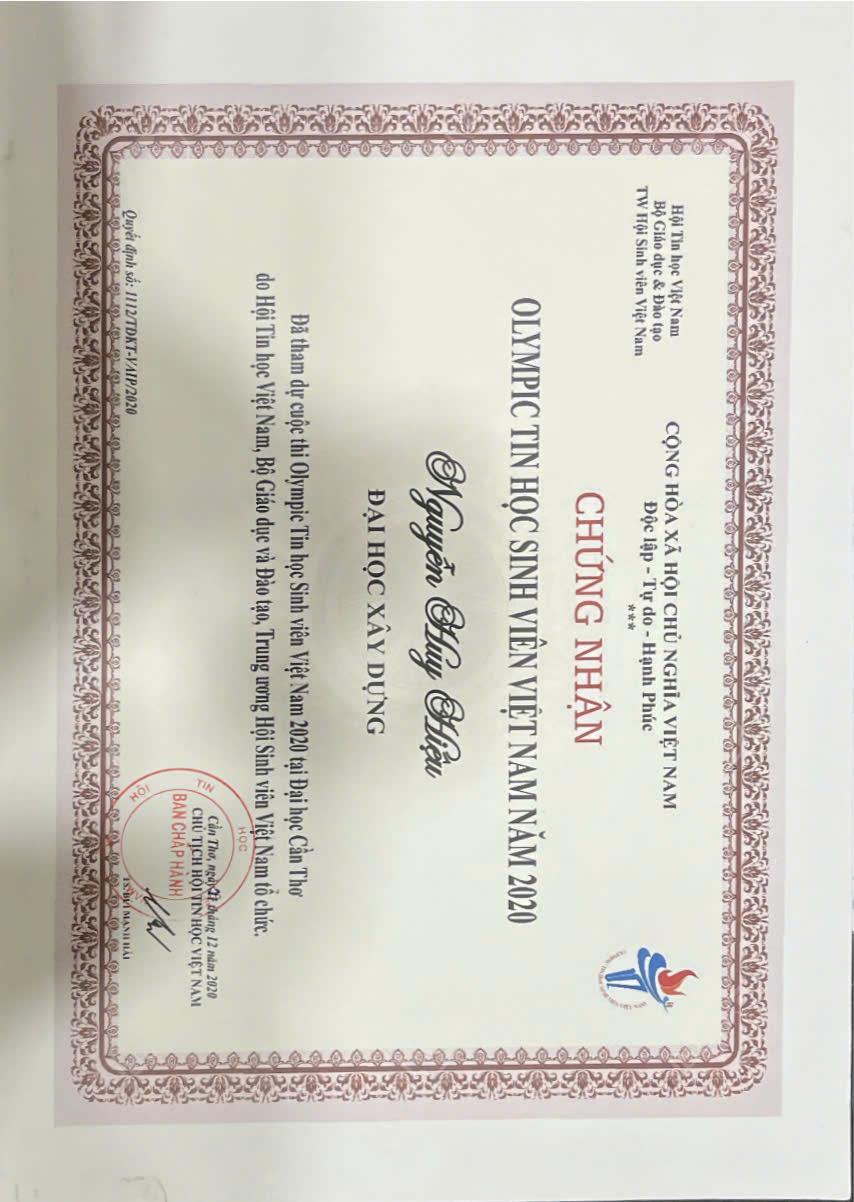 Hội Tin học Việt Nam
Bộ Giáo dục & Đào tạo
TW Hội Sinh viên Việt Nam
CỘNG HÒA XÃ HỘI CHỦ NGHĨA VIỆT NAM
Độc lập - Tự do - Hạnh Phúc
***
CHỨNG NHẬN
OLYMPIC TIN HỌC SINH VIÊN VIỆT NAM NĂM 2020
Nguyễn Huy Hiệu
ĐẠI HỌC XÂY DỰNG
Đã tham dự cuộc thi Olympic Tin học Sinh viên Việt Nam 2020 tại Đại học Cần Thơ
do Hội Tin học Việt Nam, Bộ Giáo dục và Đào tạo, Trung ương Hội Sinh viên Việt Nam tổ chức.
Cần Thơ, ngày tháng 12 năm 2020
CHỦ TỊCH HỘI TIN HỌC VIỆT NAM
HỘI TIN HỌC
BAN CHẤP HÀNH
MẠNH HẢI
Quyết định số: 1112/TĐKT-VAIP/2020